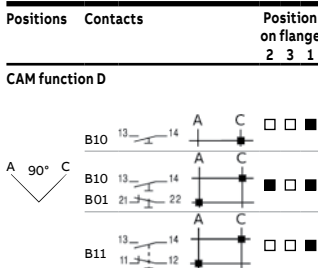 Positions Contacts Position
on flange
2 3 1
CAM function D
A C
B10 13 14
A 90° C
A C
B10 13 14
B01 21 22
A C
B11 13 14
11 12